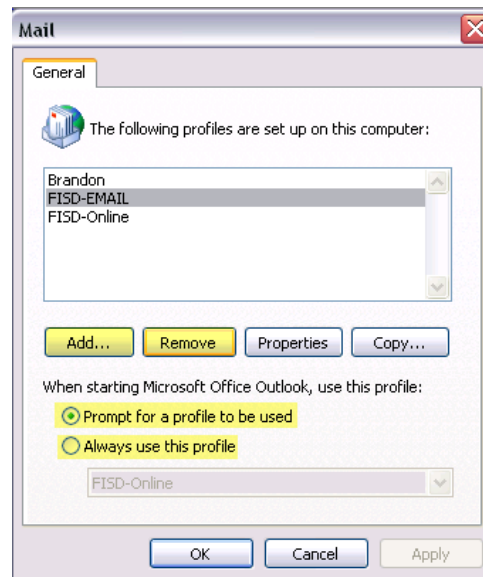 Mail
General
The following profiles are set up on this computer:
Brandon
FISD-EMAIL
FISD-Online
Add... Remove Properties Copy...
When starting Microsoft Office Outlook, use this profile:
Prompt for a profile to be used
Always use this profile
FISD-Online
OK Cancel Apply